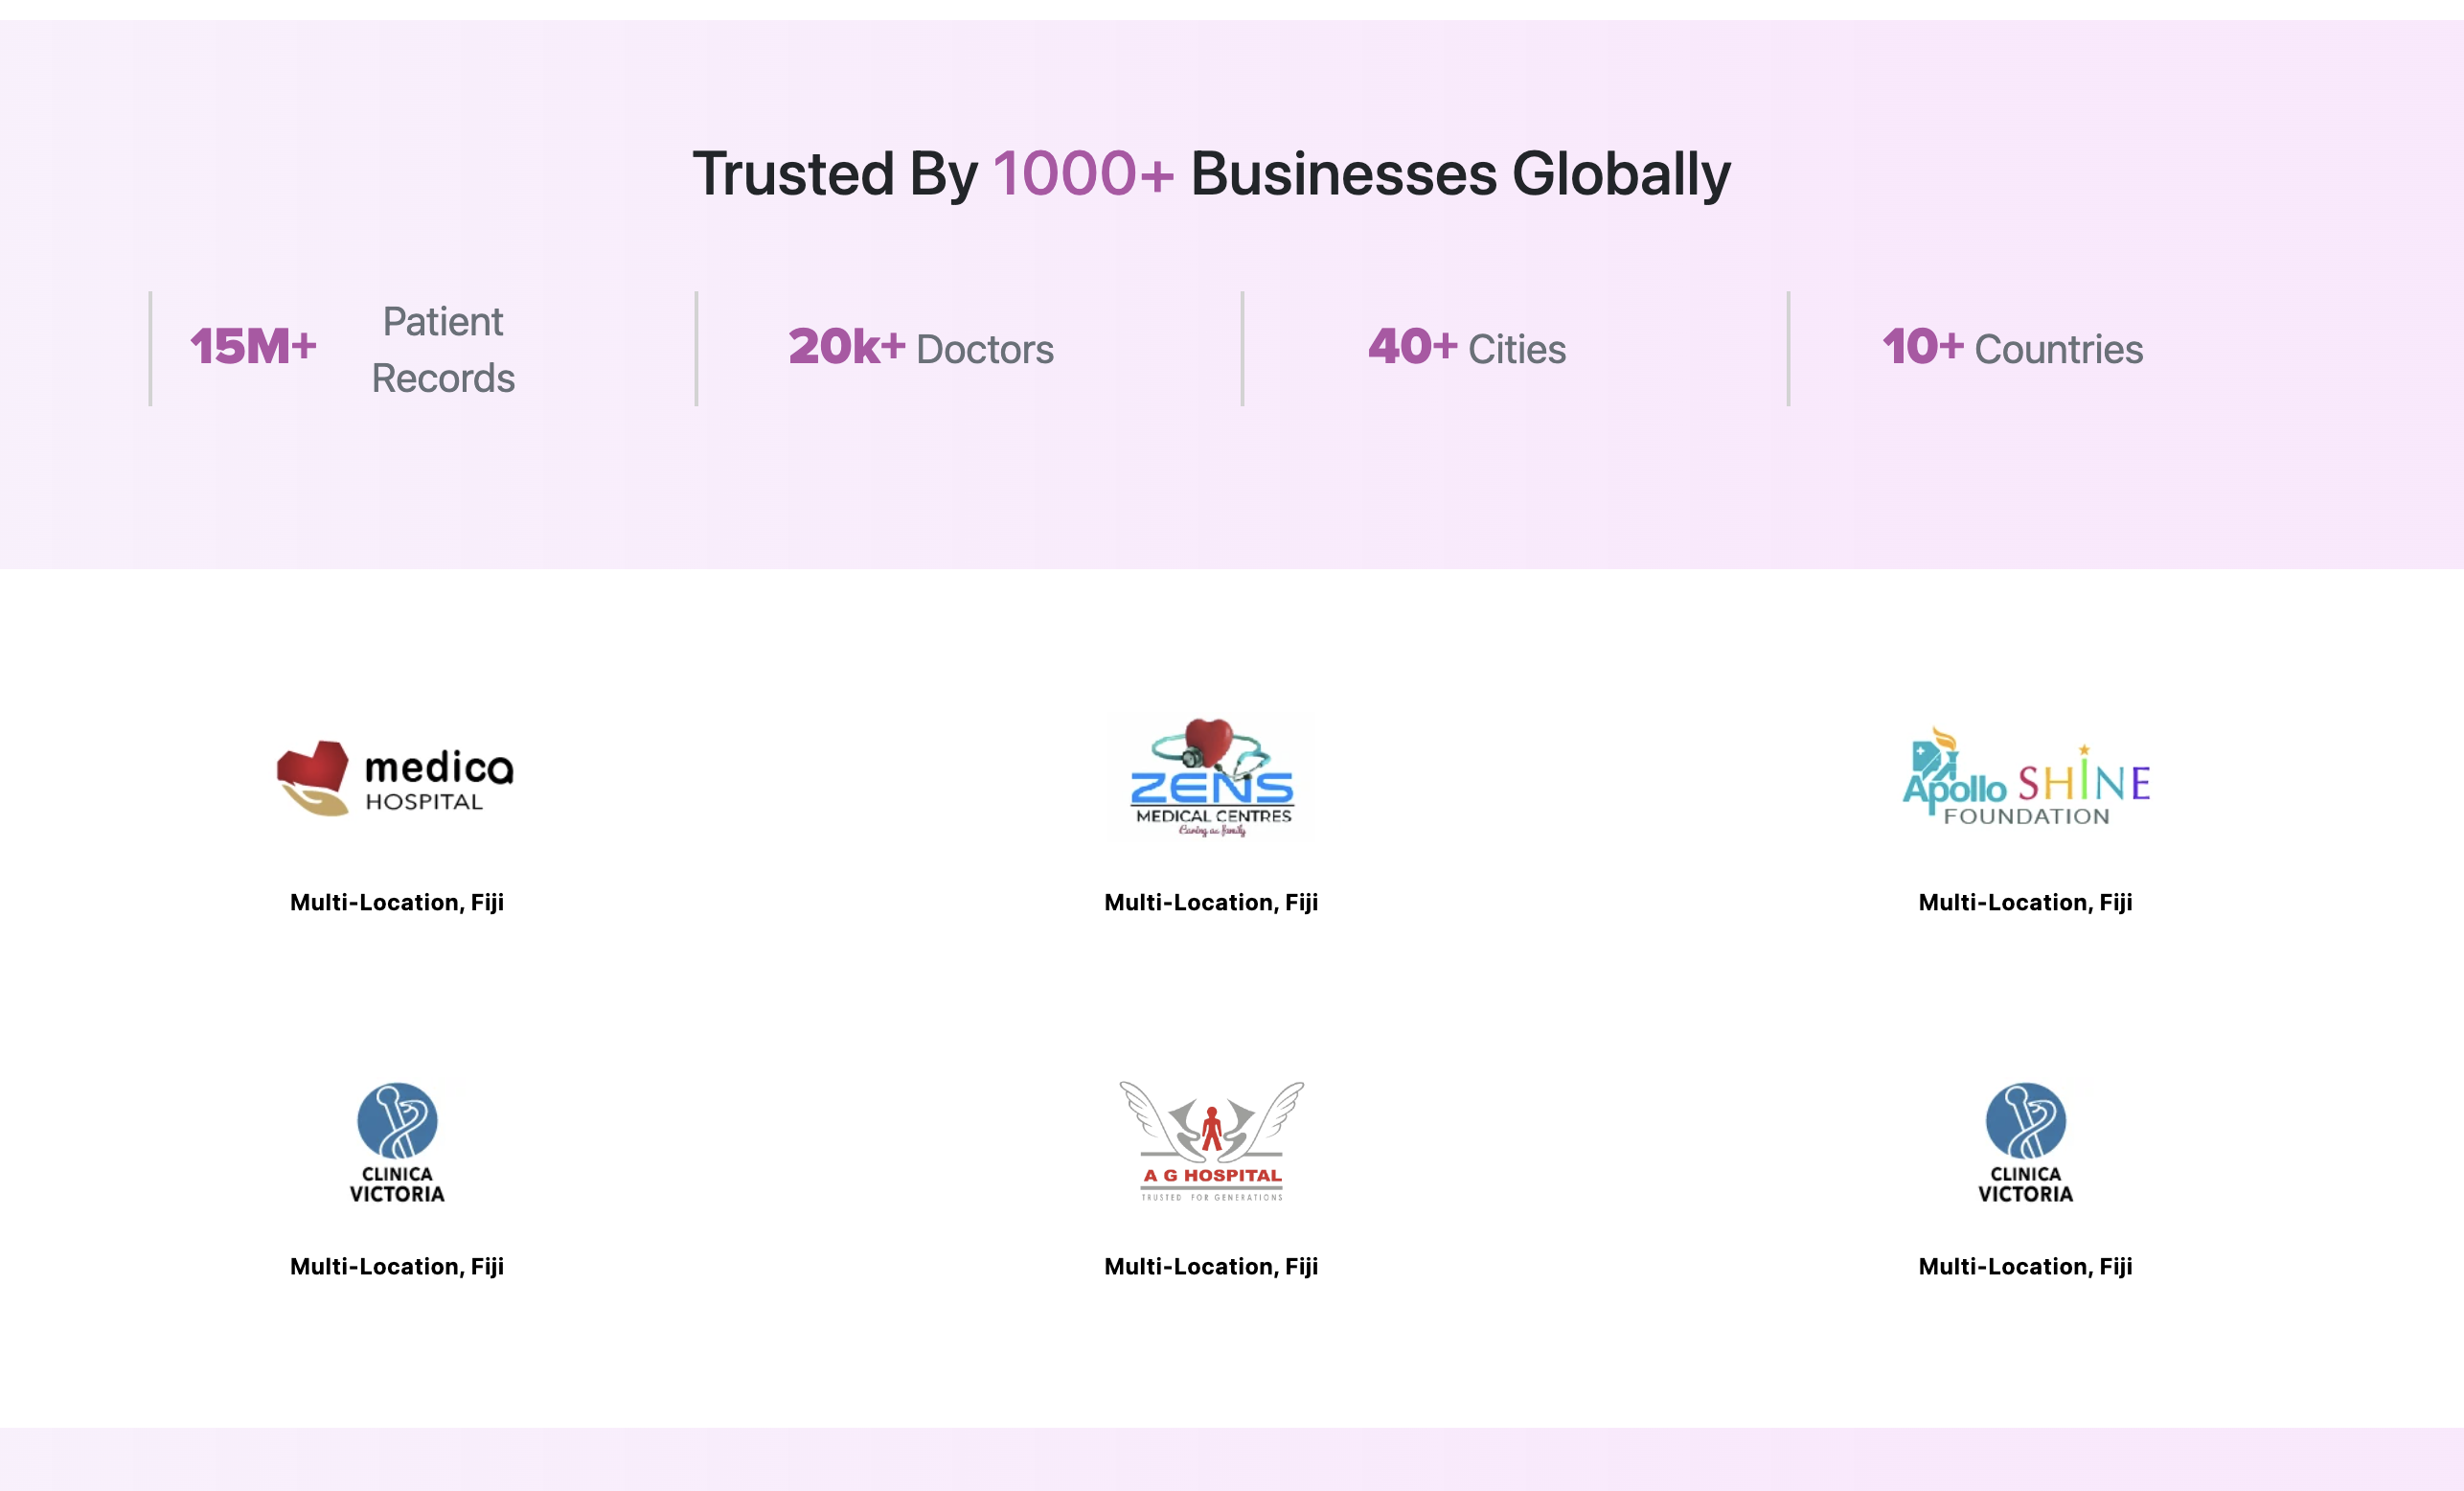 Trusted By 1000+ Businesses Globally
15M+ Patient Records
20k+ Doctors
40+ Cities
10+ Countries
medica
HOSPITAL
Multi-Location, Fiji
ZENS
MEDICAL CENTRES
Caring as family
Multi-Location, Fiji
Apollo SHINE
FOUNDATION
Multi-Location, Fiji
CLINICA
VICTORIA
Multi-Location, Fiji
A G HOSPITAL
TRUSTED FOR GENERATIONS
Multi-Location, Fiji
CLINICA
VICTORIA
Multi-Location, Fiji